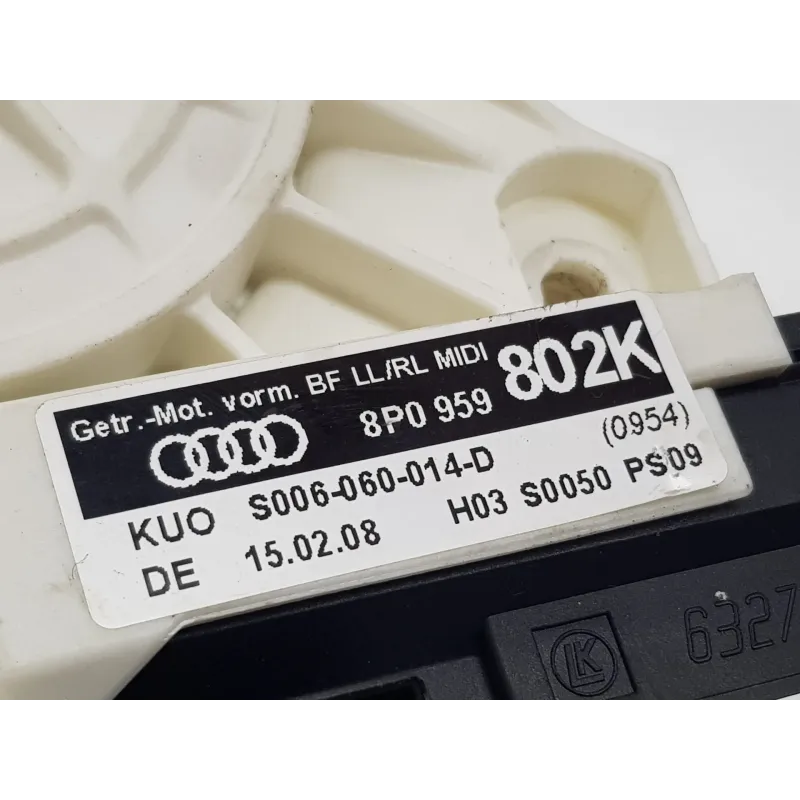 Getr.-Mot. vorm. BF LL/RL MIDI
8P0 959 802K
KUO S006-060-014-D (0954)
DE 15.02.08 H03 S0050 PS09
LK 6327